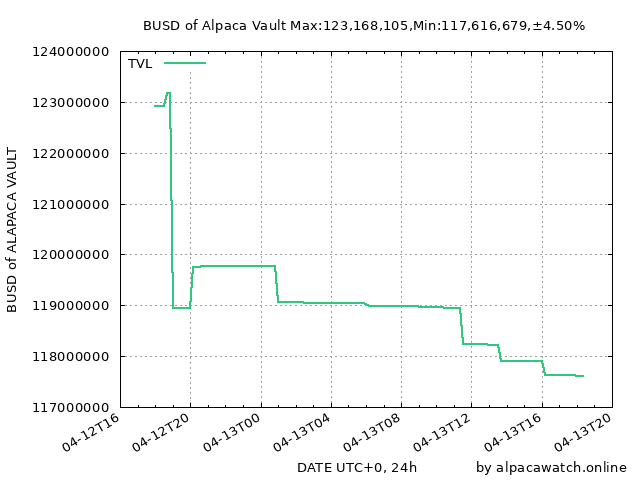 BUSD of Alpaca Vault Max:123,168,105,Min:117,616,679,±4.50%
TVL
124000000
123000000
122000000
121000000
120000000
119000000
118000000
117000000
BUSD of ALAPACA VAULT
04-12T16
04-12T20
04-13T00
04-13T04
04-13T08
04-13T12
04-13T16
04-13T20
DATE UTC+0, 24h
by alpacawatch.online